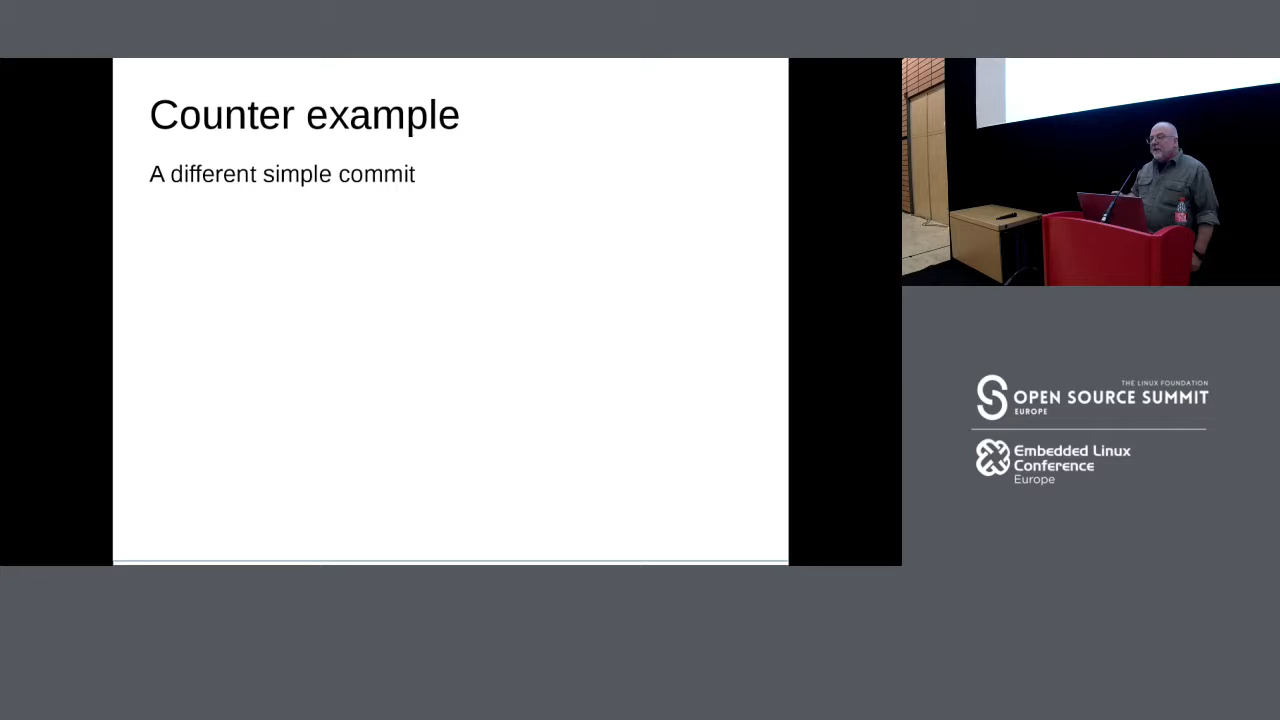 Counter example
A different simple commit
THE LINUX FOUNDATION
OPEN SOURCE SUMMIT
EUROPE
Embedded Linux
Conference
Europe